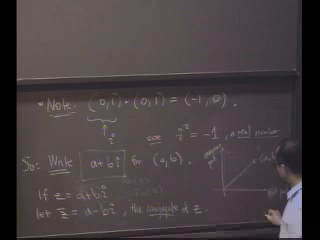 * Note: (0,1)•(0,1) = (-1, 0).
i
i² = -1, a real number
So: Write a+bi for (a, b).
If z = a+bi
let z̄ = a-bi, the conjugate of z.